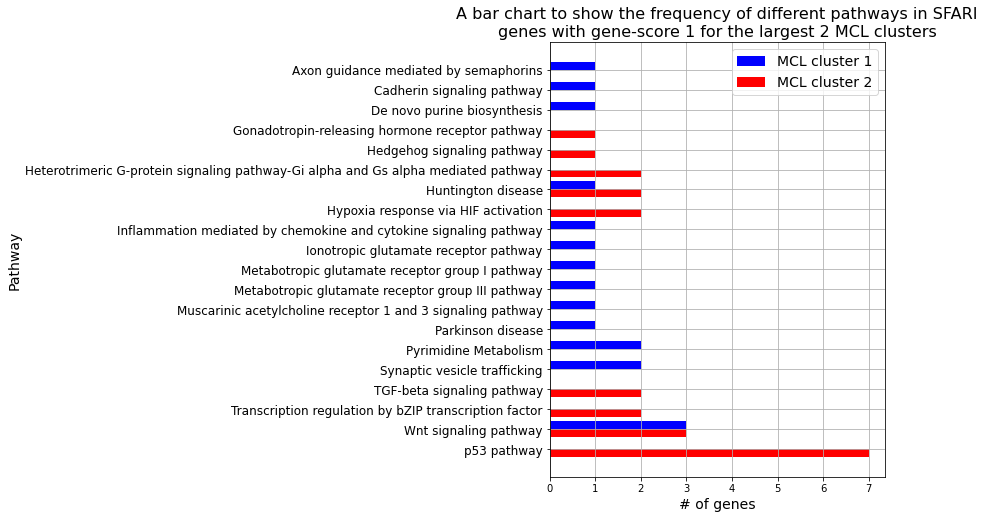 A bar chart to show the frequency of different pathways in SFARI
genes with gene-score 1 for the largest 2 MCL clusters
MCL cluster 1
MCL cluster 2
Pathway
Axon guidance mediated by semaphorins
Cadherin signaling pathway
De novo purine biosynthesis
Gonadotropin-releasing hormone receptor pathway
Hedgehog signaling pathway
Heterotrimeric G-protein signaling pathway-Gi alpha and Gs alpha mediated pathway
Huntington disease
Hypoxia response via HIF activation
Inflammation mediated by chemokine and cytokine signaling pathway
Ionotropic glutamate receptor pathway
Metabotropic glutamate receptor group I pathway
Metabotropic glutamate receptor group III pathway
Muscarinic acetylcholine receptor 1 and 3 signaling pathway
Parkinson disease
Pyrimidine Metabolism
Synaptic vesicle trafficking
TGF-beta signaling pathway
Transcription regulation by bZIP transcription factor
Wnt signaling pathway
p53 pathway
0 1 2 3 4 5 6 7
# of genes